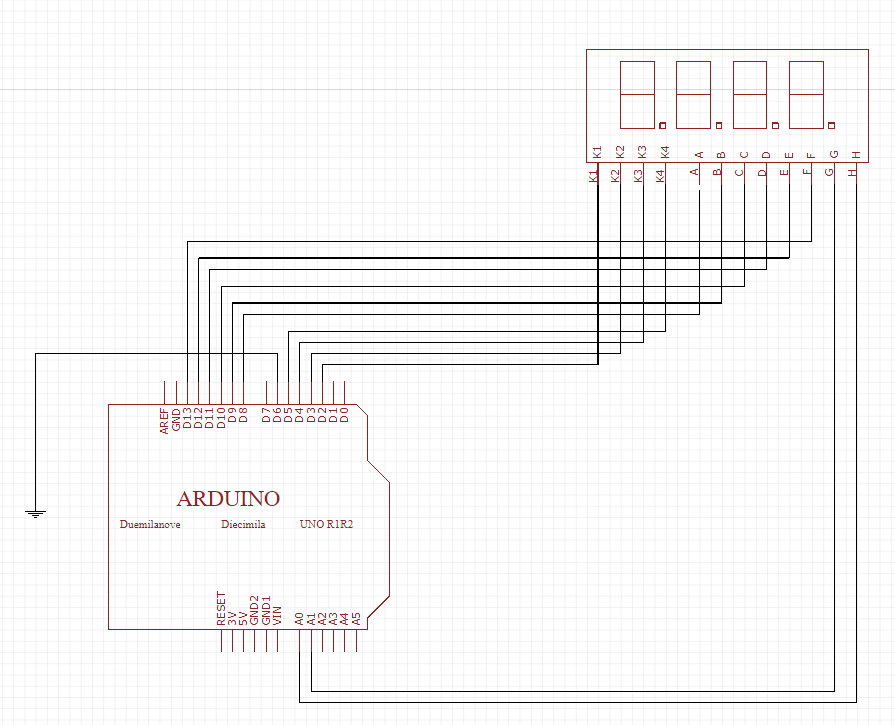 K1 K2 K3 K4 A B C D E F G H
K1 K2 K3 K4 A B C D E F G H
AREF GND D13 D12 D11 D10 D9 D8 D7 D6 D5 D4 D3 D2 D1 D0
ARDUINO
Duemilanove Diecimila UNO R1R2
RESET 3V 5V GND2 GND1 VIN A0 A1 A2 A3 A4 A5